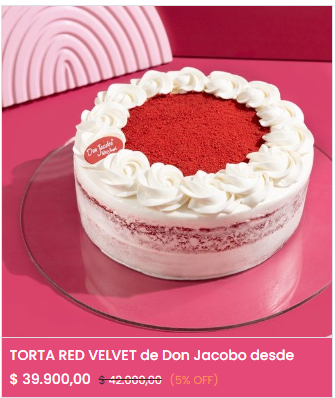 Don Jacobo
TORTA RED VELVET de Don Jacobo desde
$ 39.900,00 $ 42.000,00 (5% OFF)